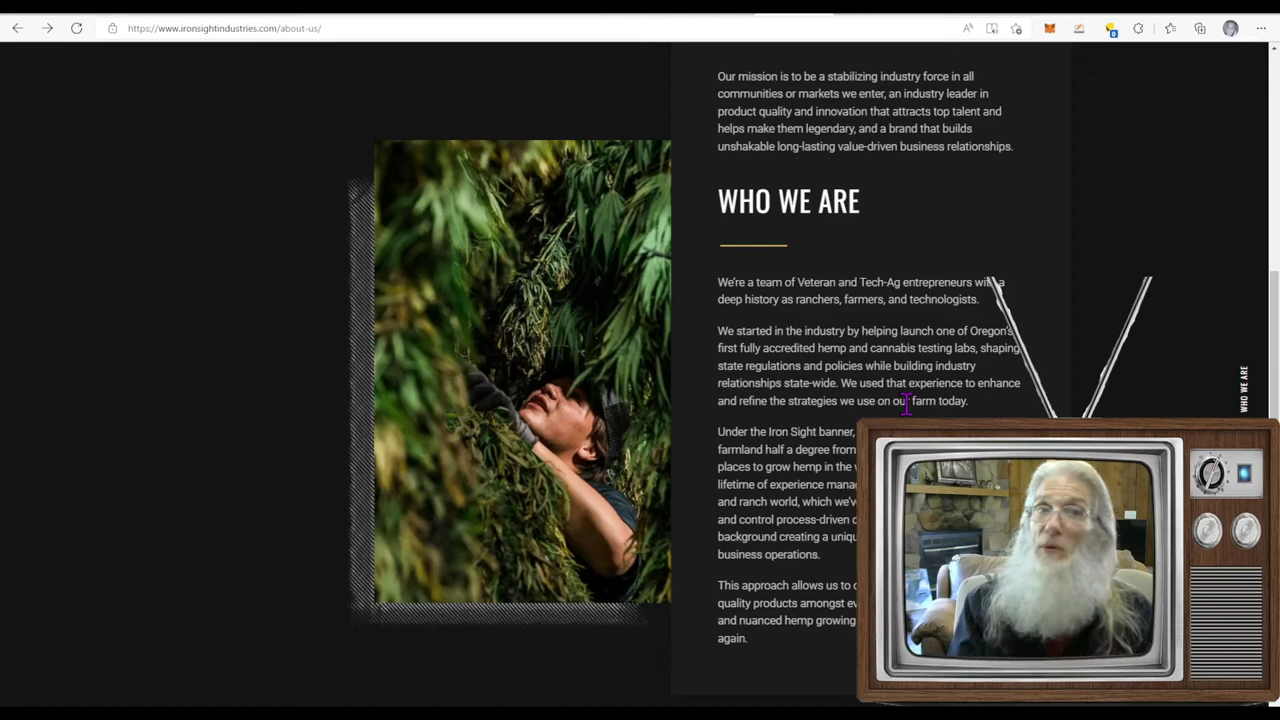 https://www.ironsightindustries.com/about-us/
Our mission is to be a stabilizing industry force in all
communities or markets we enter, an industry leader in
product quality and innovation that attracts top talent and
helps make them legendary, and a brand that builds
unshakable long-lasting value-driven business relationships.
WHO WE ARE
We're a team of Veteran and Tech-Ag entrepreneurs with a
deep history as ranchers, farmers, and technologists.
We started in the industry by helping launch one of Oregon's
first fully accredited hemp and cannabis testing labs, shaping
state regulations and policies while building industry
relationships state-wide. We used that experience to enhance
and refine the strategies we use on our farm today.
Under the Iron Sight banner,
farmland half a degree from
places to grow hemp in the
lifetime of experience
and ranch world, which
and control process-driven
background creating a
business operations.
This approach allows us to
quality products amongst
and nuanced hemp growing
again.
WHO WE ARE
0